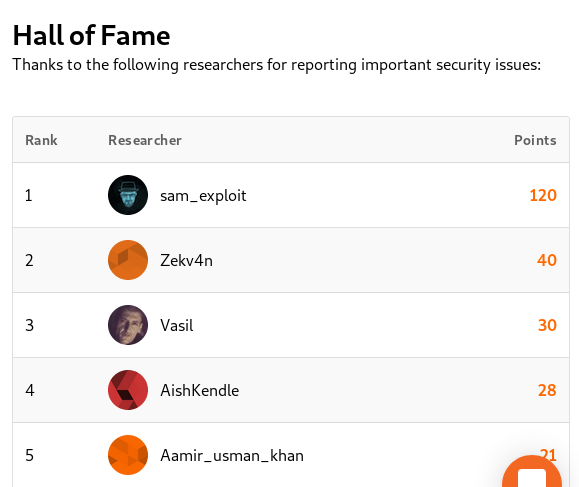 Hall of Fame
Thanks to the following researchers for reporting important security issues:
Rank Researcher Points
1 sam_exploit 120
2 Zekv4n 40
3 Vasil 30
4 AishKendle 28
5 Aamir_usman_khan 21